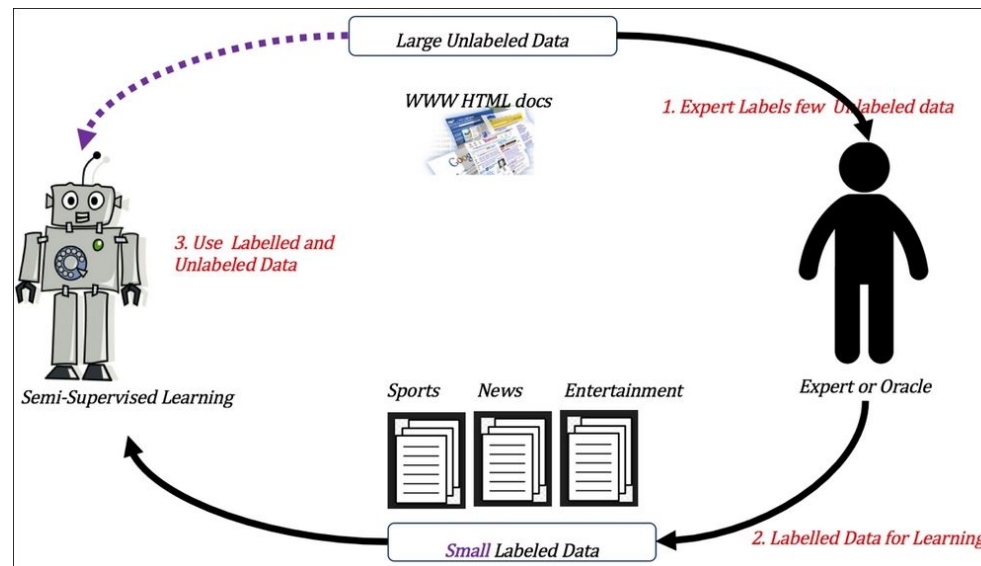 Large Unlabeled Data
WWW HTML docs
1. Expert Labels few Unlabeled data
3. Use Labelled and
Unlabeled Data
Semi-Supervised Learning
Sports News Entertainment
Expert or Oracle
Small Labeled Data
2. Labelled Data for Learning